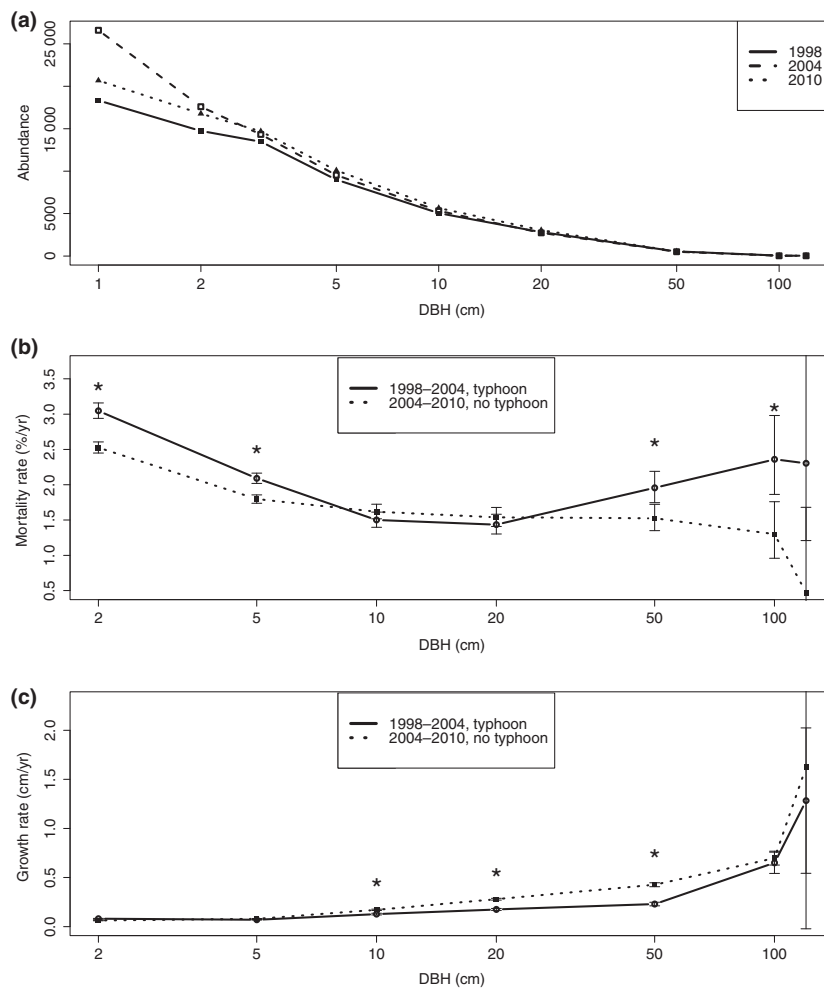 (a)
Abundance
25 000
15 000
5000
0
1998
2004
2010
1 2 5 10 20 50 100
DBH (cm)
(b)
Mortality rate (%/yr)
3.5
3.0
2.5
2.0
1.5
1.0
0.5
1998–2004, typhoon
2004–2010, no typhoon
* * * *
2 5 10 20 50 100
DBH (cm)
(c)
Growth rate (cm/yr)
2.0
1.5
1.0
0.5
0.0
1998–2004, typhoon
2004–2010, no typhoon
* * *
2 5 10 20 50 100
DBH (cm)